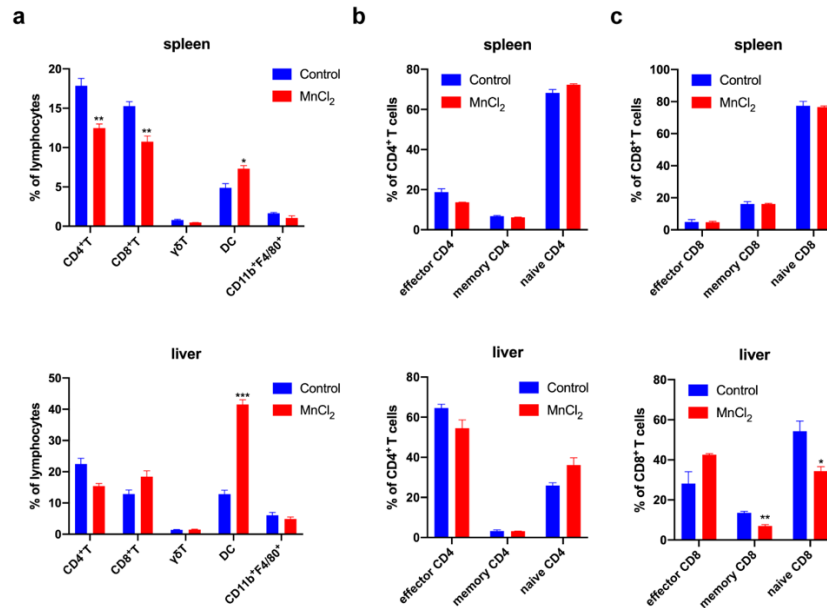 a
spleen
% of lymphocytes
20
15
10
5
0
Control
MnCl₂
**
**
*
CD4⁺T
CD8⁺T
γδT
DC
CD11b⁺F4/80⁺
b
spleen
% of CD4⁺ T cells
80
60
40
20
0
Control
MnCl₂
effector CD4
memory CD4
naive CD4
c
spleen
% of CD8⁺ T cells
100
80
60
40
20
0
Control
MnCl₂
effector CD8
memory CD8
naive CD8
liver
% of lymphocytes
50
40
30
20
10
0
Control
MnCl₂
***
CD4⁺T
CD8⁺T
γδT
DC
CD11b⁺F4/80⁺
liver
% of CD4⁺ T cells
80
60
40
20
0
Control
MnCl₂
effector CD4
memory CD4
naive CD4
liver
% of CD8⁺ T cells
80
60
40
20
0
Control
MnCl₂
**
*
effector CD8
memory CD8
naive CD8